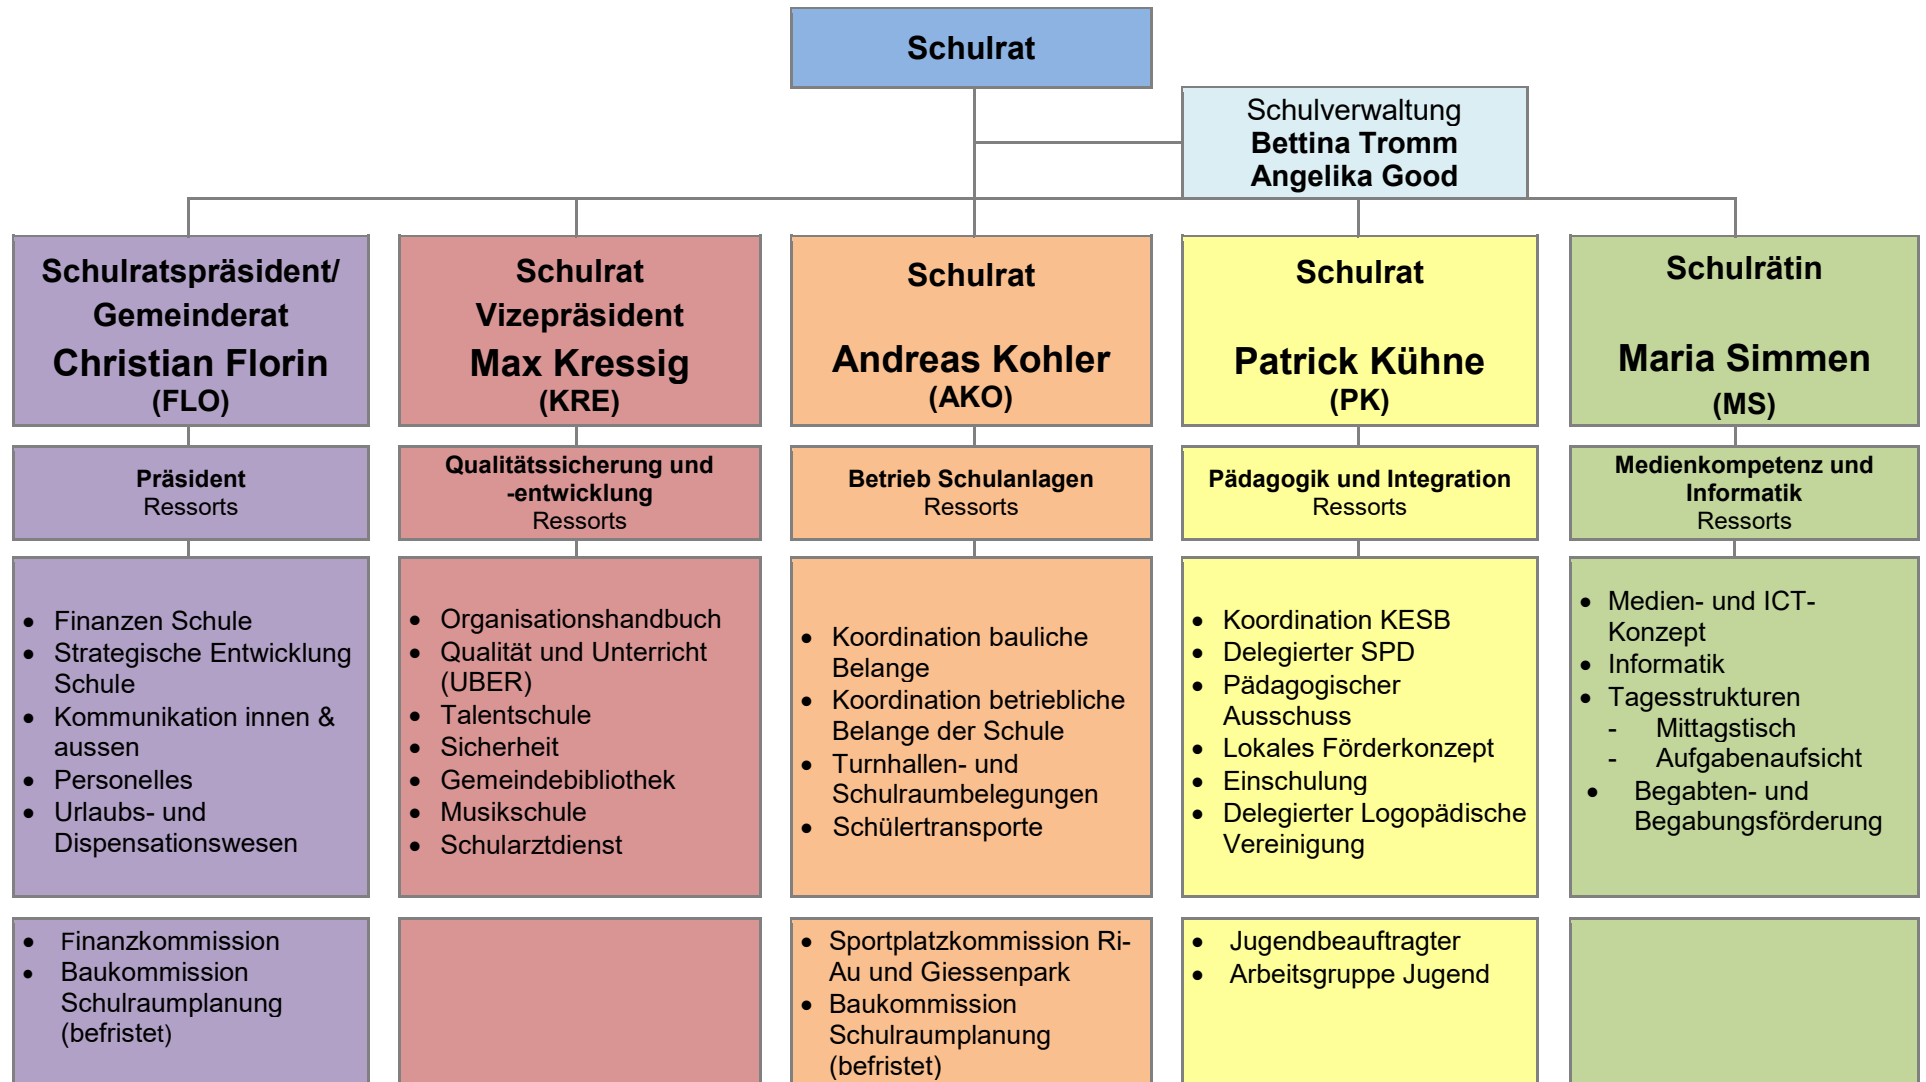 Schulrat
Schulverwaltung
Bettina Tromm
Angelika Good
Schulratspräsident/
Gemeinderat
Christian Florin
(FLO)
Schulrat
Vizepräsident
Max Kressig
(KRE)
Schulrat
Andreas Kohler
(AKO)
Schulrat
Patrick Kühne
(PK)
Schulrätin
Maria Simmen
(MS)
Präsident
Ressorts
Qualitätssicherung und
-entwicklung
Ressorts
Betrieb Schulanlagen
Ressorts
Pädagogik und Integration
Ressorts
Medienkompetenz und
Informatik
Ressorts
• Finanzen Schule
• Strategische Entwicklung
Schule
• Kommunikation innen &
aussen
• Personelles
• Urlaubs- und
Dispensationswesen
• Organisationshandbuch
• Qualität und Unterricht
(UBER)
• Talentschule
• Sicherheit
• Gemeindebibliothek
• Musikschule
• Schularztdienst
• Koordination bauliche
Belange
• Koordination betriebliche
Belange der Schule
• Turnhallen- und
Schulraumbelegungen
• Schülertransporte
• Koordination KESB
• Delegierter SPD
• Pädagogischer
Ausschuss
• Lokales Förderkonzept
• Einschulung
• Delegierter Logopädische
Vereinigung
• Medien- und ICT-
Konzept
• Informatik
• Tagesstrukturen
- Mittagstisch
- Aufgabenaufsicht
• Begabten- und
Begabungsförderung
• Finanzkommission
• Baukommission
Schulraumplanung
(befristet)
• Sportplatzkommission Ri-
Au und Giessenpark
• Baukommission
Schulraumplanung
(befristet)
• Jugendbeauftragter
• Arbeitsgruppe Jugend